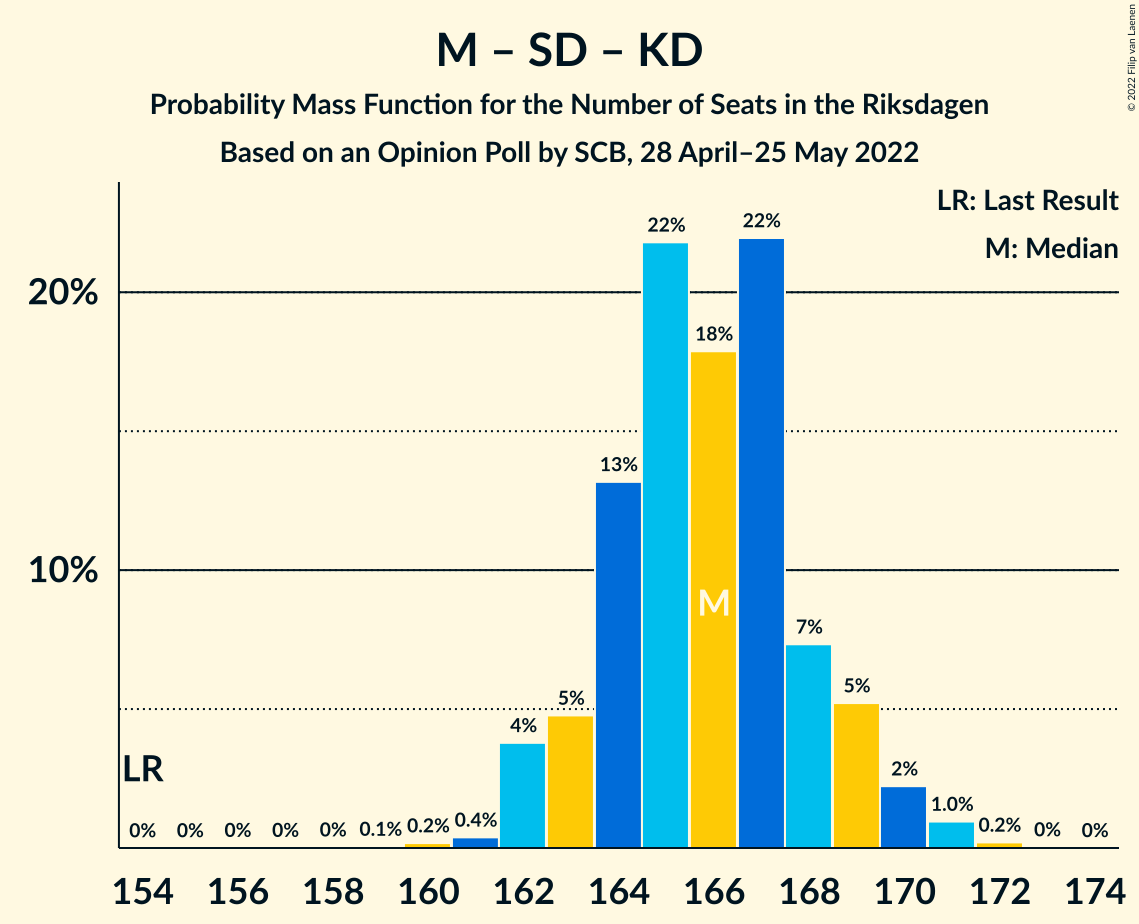 M – SD – KD
Probability Mass Function for the Number of Seats in the Riksdagen
Based on an Opinion Poll by SCB, 28 April–25 May 2022
© 2022 Filip van Laenen
LR: Last Result
M: Median
20%
10%
LR
M
0% 0% 0% 0% 0% 0.1% 0.2% 0.4% 4% 5% 13% 22% 18% 22% 7% 5% 2% 1.0% 0.2% 0% 0%
154 156 158 160 162 164 166 168 170 172 174